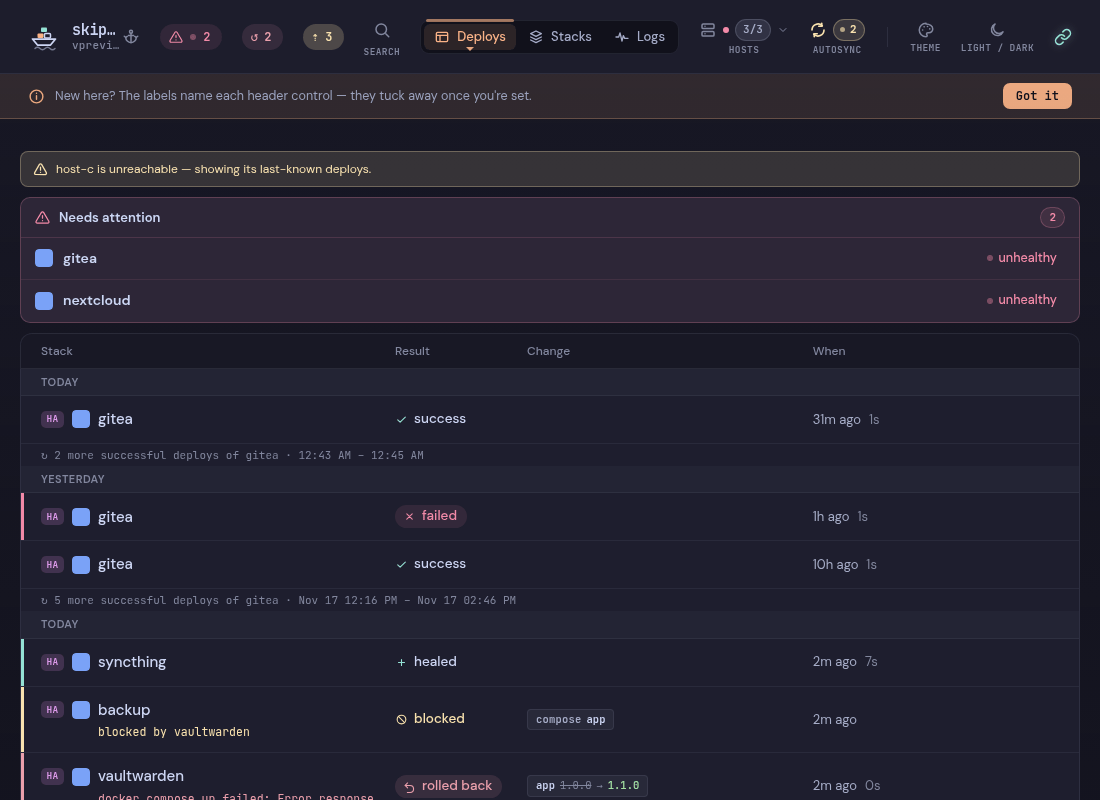 skip…
vprevi…
2
↺ 2
↑ 3
SEARCH
Deploys
Stacks
Logs
3/3
HOSTS
2
AUTOSYNC
THEME
LIGHT / DARK
New here? The labels name each header control — they tuck away once you're set.
Got it
host-c is unreachable — showing its last-known deploys.
Needs attention
2
gitea
unhealthy
nextcloud
unhealthy
Stack Result Change When
TODAY
HA gitea ✓ success 31m ago 1s
↻ 2 more successful deploys of gitea · 12:43 AM – 12:45 AM
YESTERDAY
HA gitea × failed 1h ago 1s
HA gitea ✓ success 10h ago 1s
↻ 5 more successful deploys of gitea · Nov 17 12:16 PM – Nov 17 02:46 PM
TODAY
HA syncthing + healed 2m ago 7s
HA backup blocked compose app 2m ago
blocked by vaultwarden
HA vaultwarden rolled back app 1.0.0 → 1.1.0 2m ago 0s
docker compose up failed: Error response